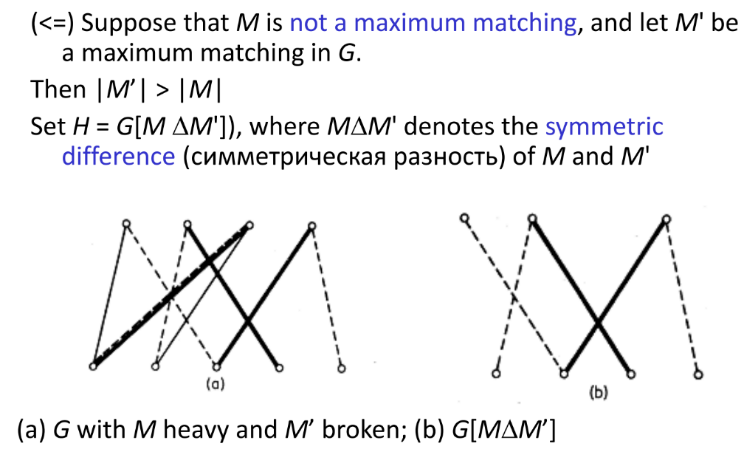 (<=) Suppose that M is not a maximum matching, and let M' be
a maximum matching in G.
Then |M′| > |M|
Set H = G[M ΔM']), where MΔM' denotes the symmetric
difference (симметрическая разность) of M and M'
(a)
(b)
(a) G with M heavy and M′ broken; (b) G[MΔM′]